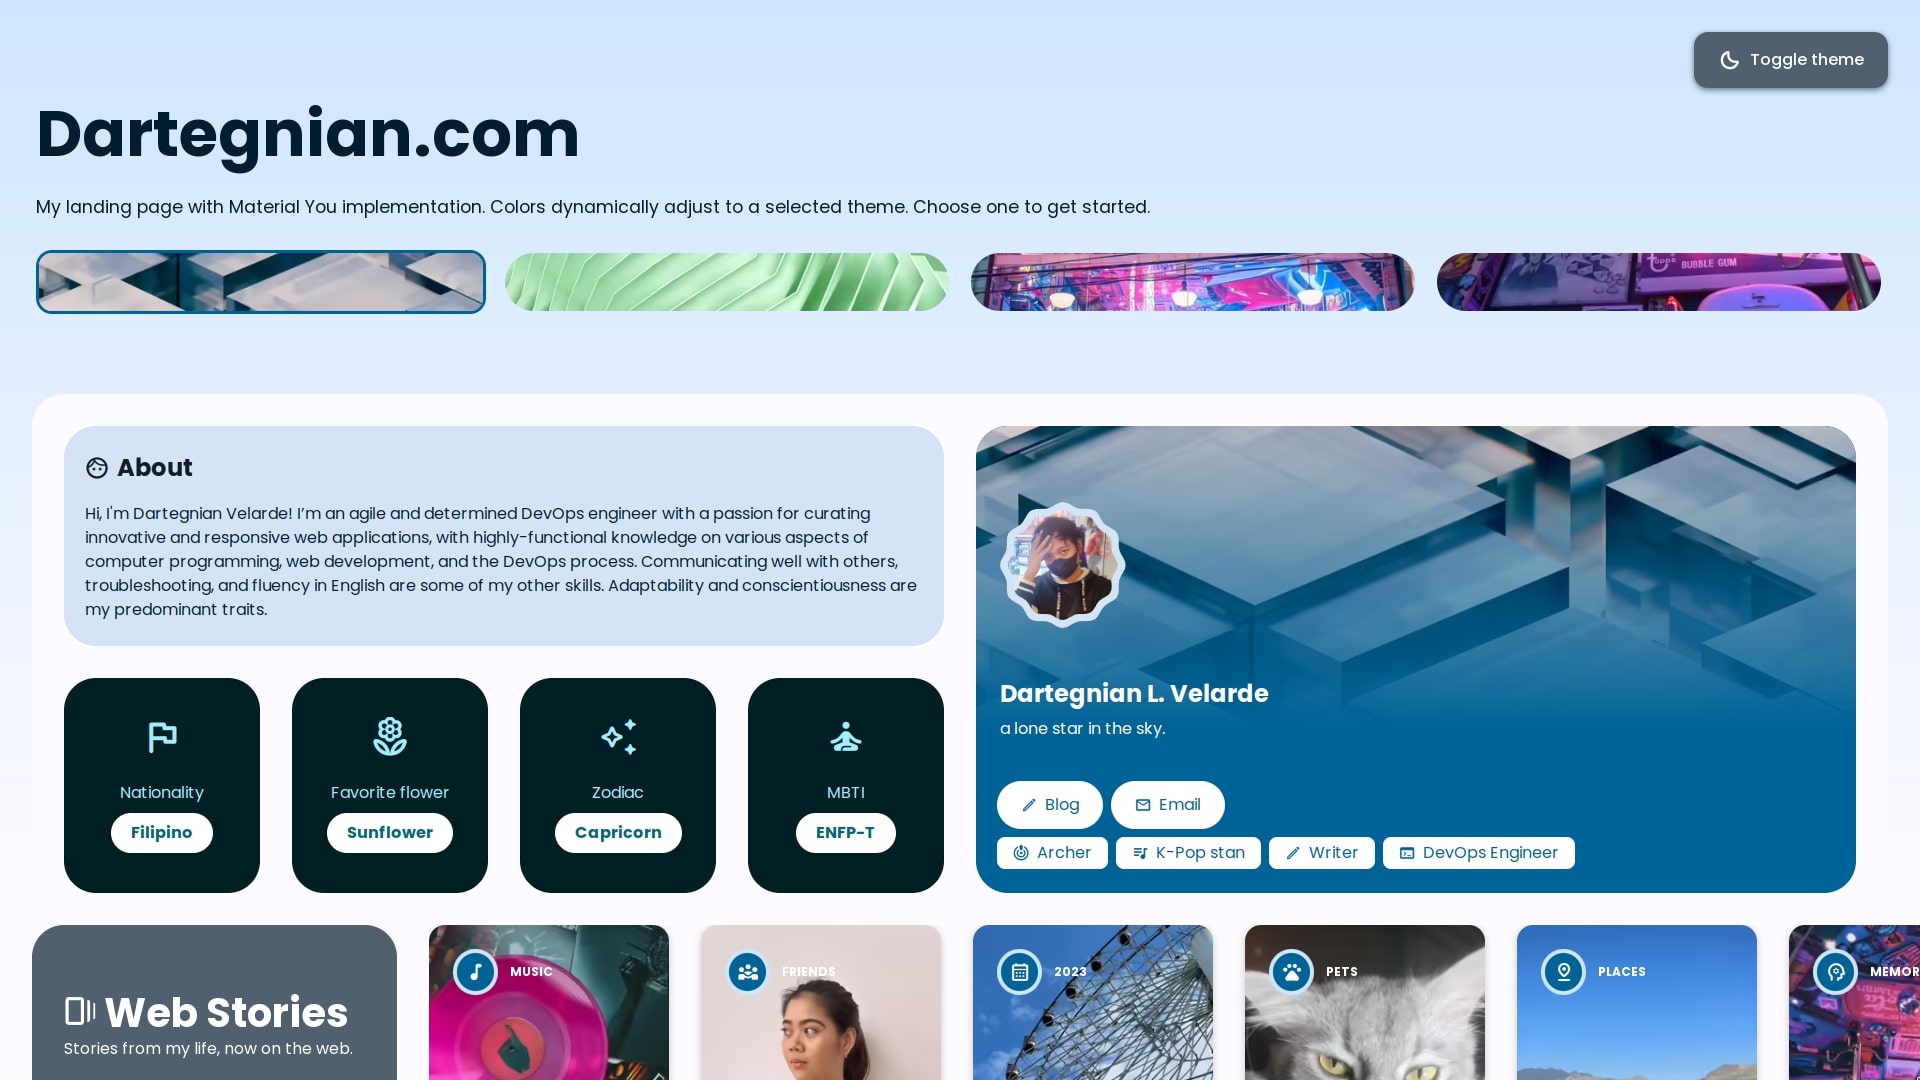 Toggle theme
Dartegnian.com
My landing page with Material You implementation. Colors dynamically adjust to a selected theme. Choose one to get started.
BUBBLE GUM
About
Hi, I'm Dartegnian Velarde! I’m an agile and determined DevOps engineer with a passion for curating
innovative and responsive web applications, with highly-functional knowledge on various aspects of
computer programming, web development, and the DevOps process. Communicating well with others,
troubleshooting, and fluency in English are some of my other skills. Adaptability and conscientiousness are
my predominant traits.
Nationality
Filipino
Favorite flower
Sunflower
Zodiac
Capricorn
MBTI
ENFP-T
Dartegnian L. Velarde
a lone star in the sky.
Blog
Email
Archer
K-Pop stan
Writer
DevOps Engineer
Web Stories
Stories from my life, now on the web.
MUSIC
FRIENDS
2023
PETS
PLACES
MEMOR